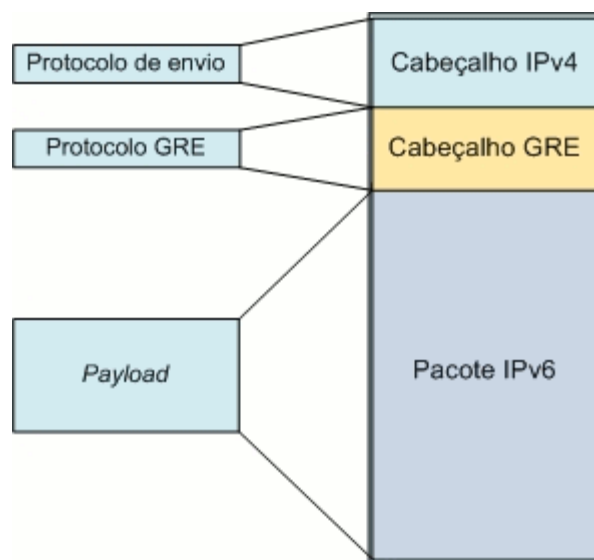 Protocolo de envio
Cabeçalho IPv4
Protocolo GRE
Cabeçalho GRE
Payload
Pacote IPv6